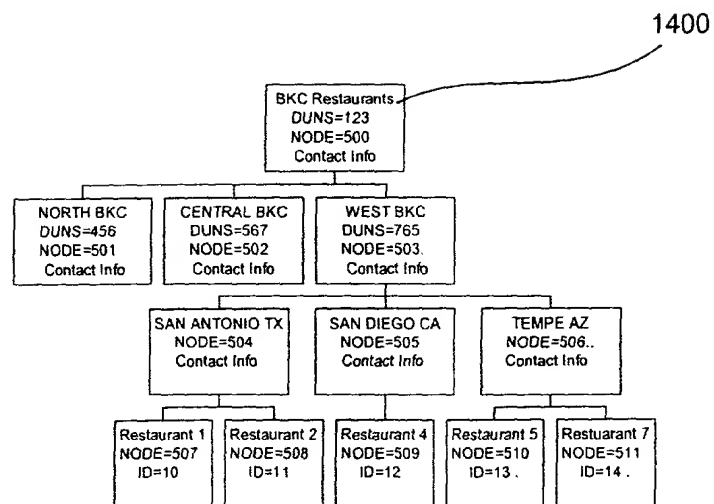 1400
BKC Restaurants
DUNS=123
NODE=500
Contact Info
NORTH BKC
DUNS=456
NODE=501
Contact Info
CENTRAL BKC
DUNS=567
NODE=502
Contact Info
WEST BKC
DUNS=765
NODE=503.
Contact Info
SAN ANTONIO TX
NODE=504
Contact Info
SAN DIEGO CA
NODE=505
Contact Info
TEMPE AZ
NODE=506..
Contact Info
Restaurant 1
NODE=507
ID=10
Restaurant 2
NODE=508
ID=11
Restaurant 4
NODE=509
ID=12
Restaurant 5
NODE=510
ID=13 .
Restuarant 7
NODE=511
ID=14 .